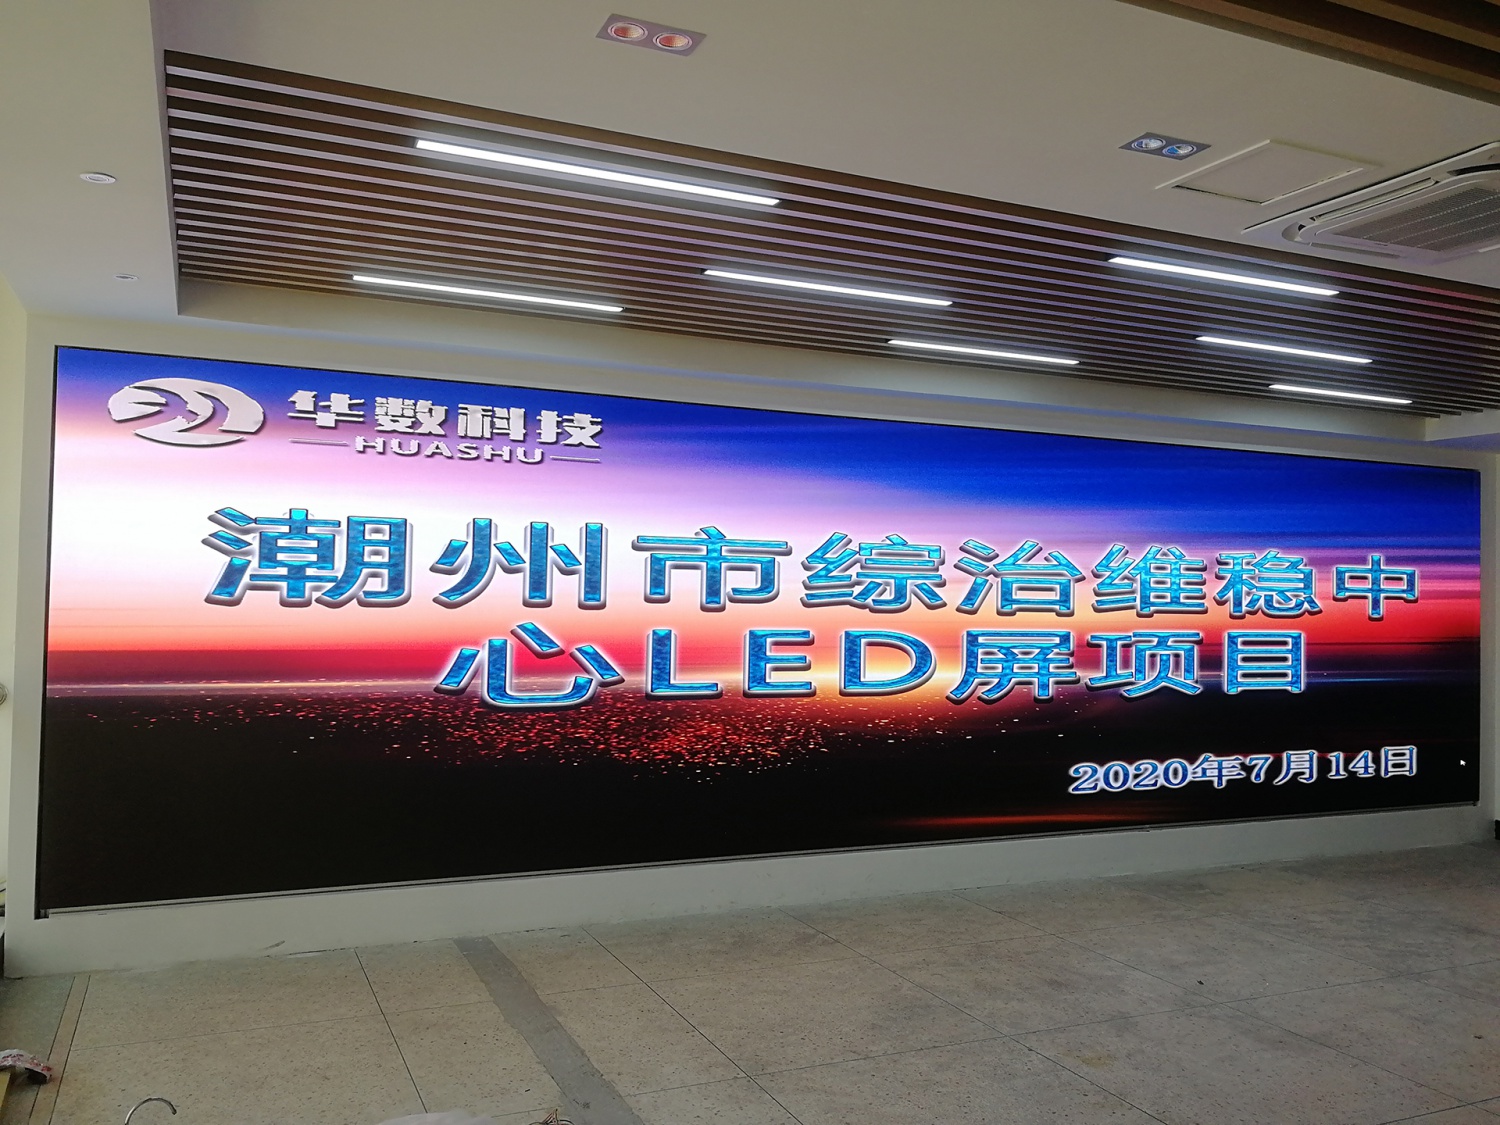 华数科技
HUASHU
潮州市综治维稳中
心LED屏项目
2020年7月14日